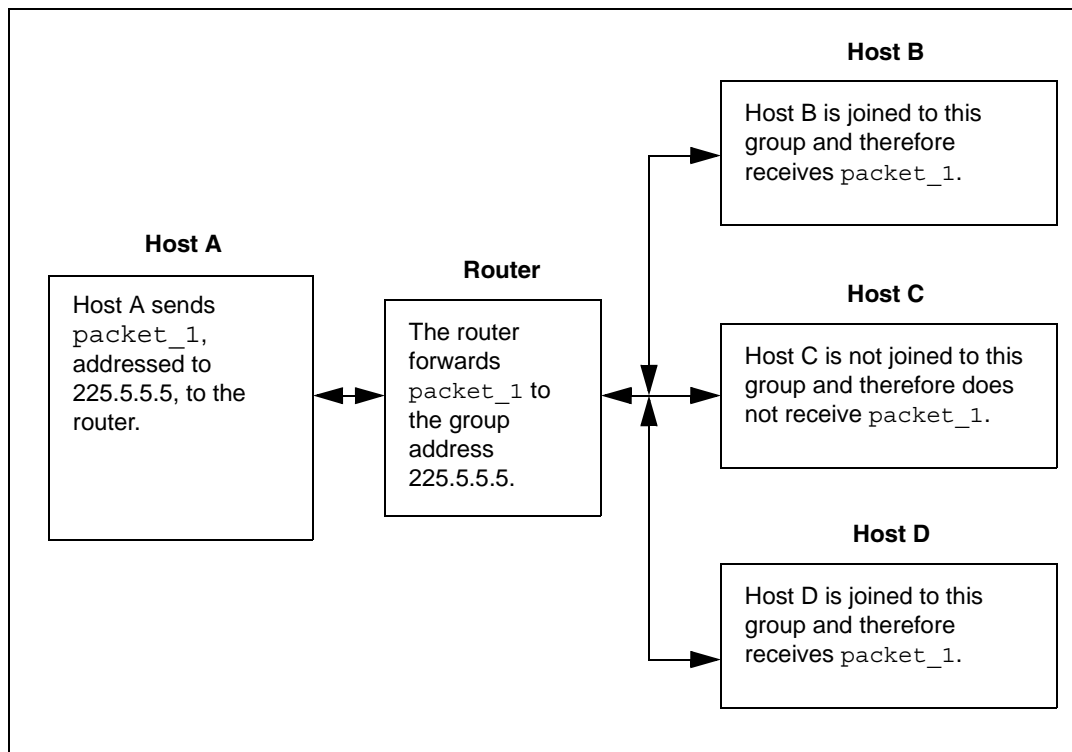 Host A
Host A sends
packet_1,
addressed to
225.5.5.5, to the
router.
Router
The router
forwards
packet_1 to
the group
address
225.5.5.5.
Host B
Host B is joined to this
group and therefore
receives packet_1.
Host C
Host C is not joined to this
group and therefore does
not receive packet_1.
Host D
Host D is joined to this
group and therefore
receives packet_1.